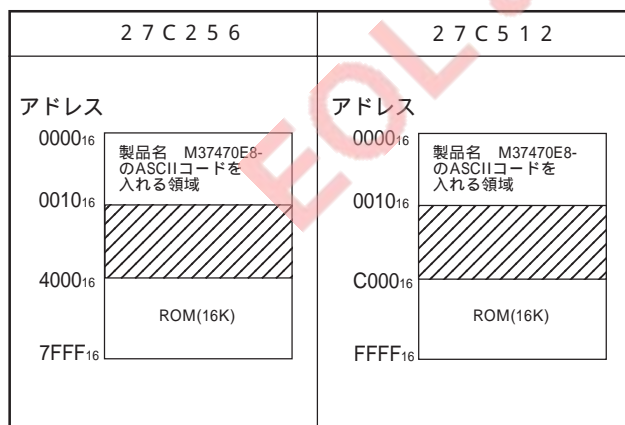 27C256
アドレス
0000₁₆
製品名 M37470E8-
のASCIIコードを
入れる領域
0010₁₆
4000₁₆
ROM(16K)
7FFF₁₆
27C512
アドレス
0000₁₆
製品名 M37470E8-
のASCIIコードを
入れる領域
0010₁₆
C000₁₆
ROM(16K)
FFFF₁₆
EOL